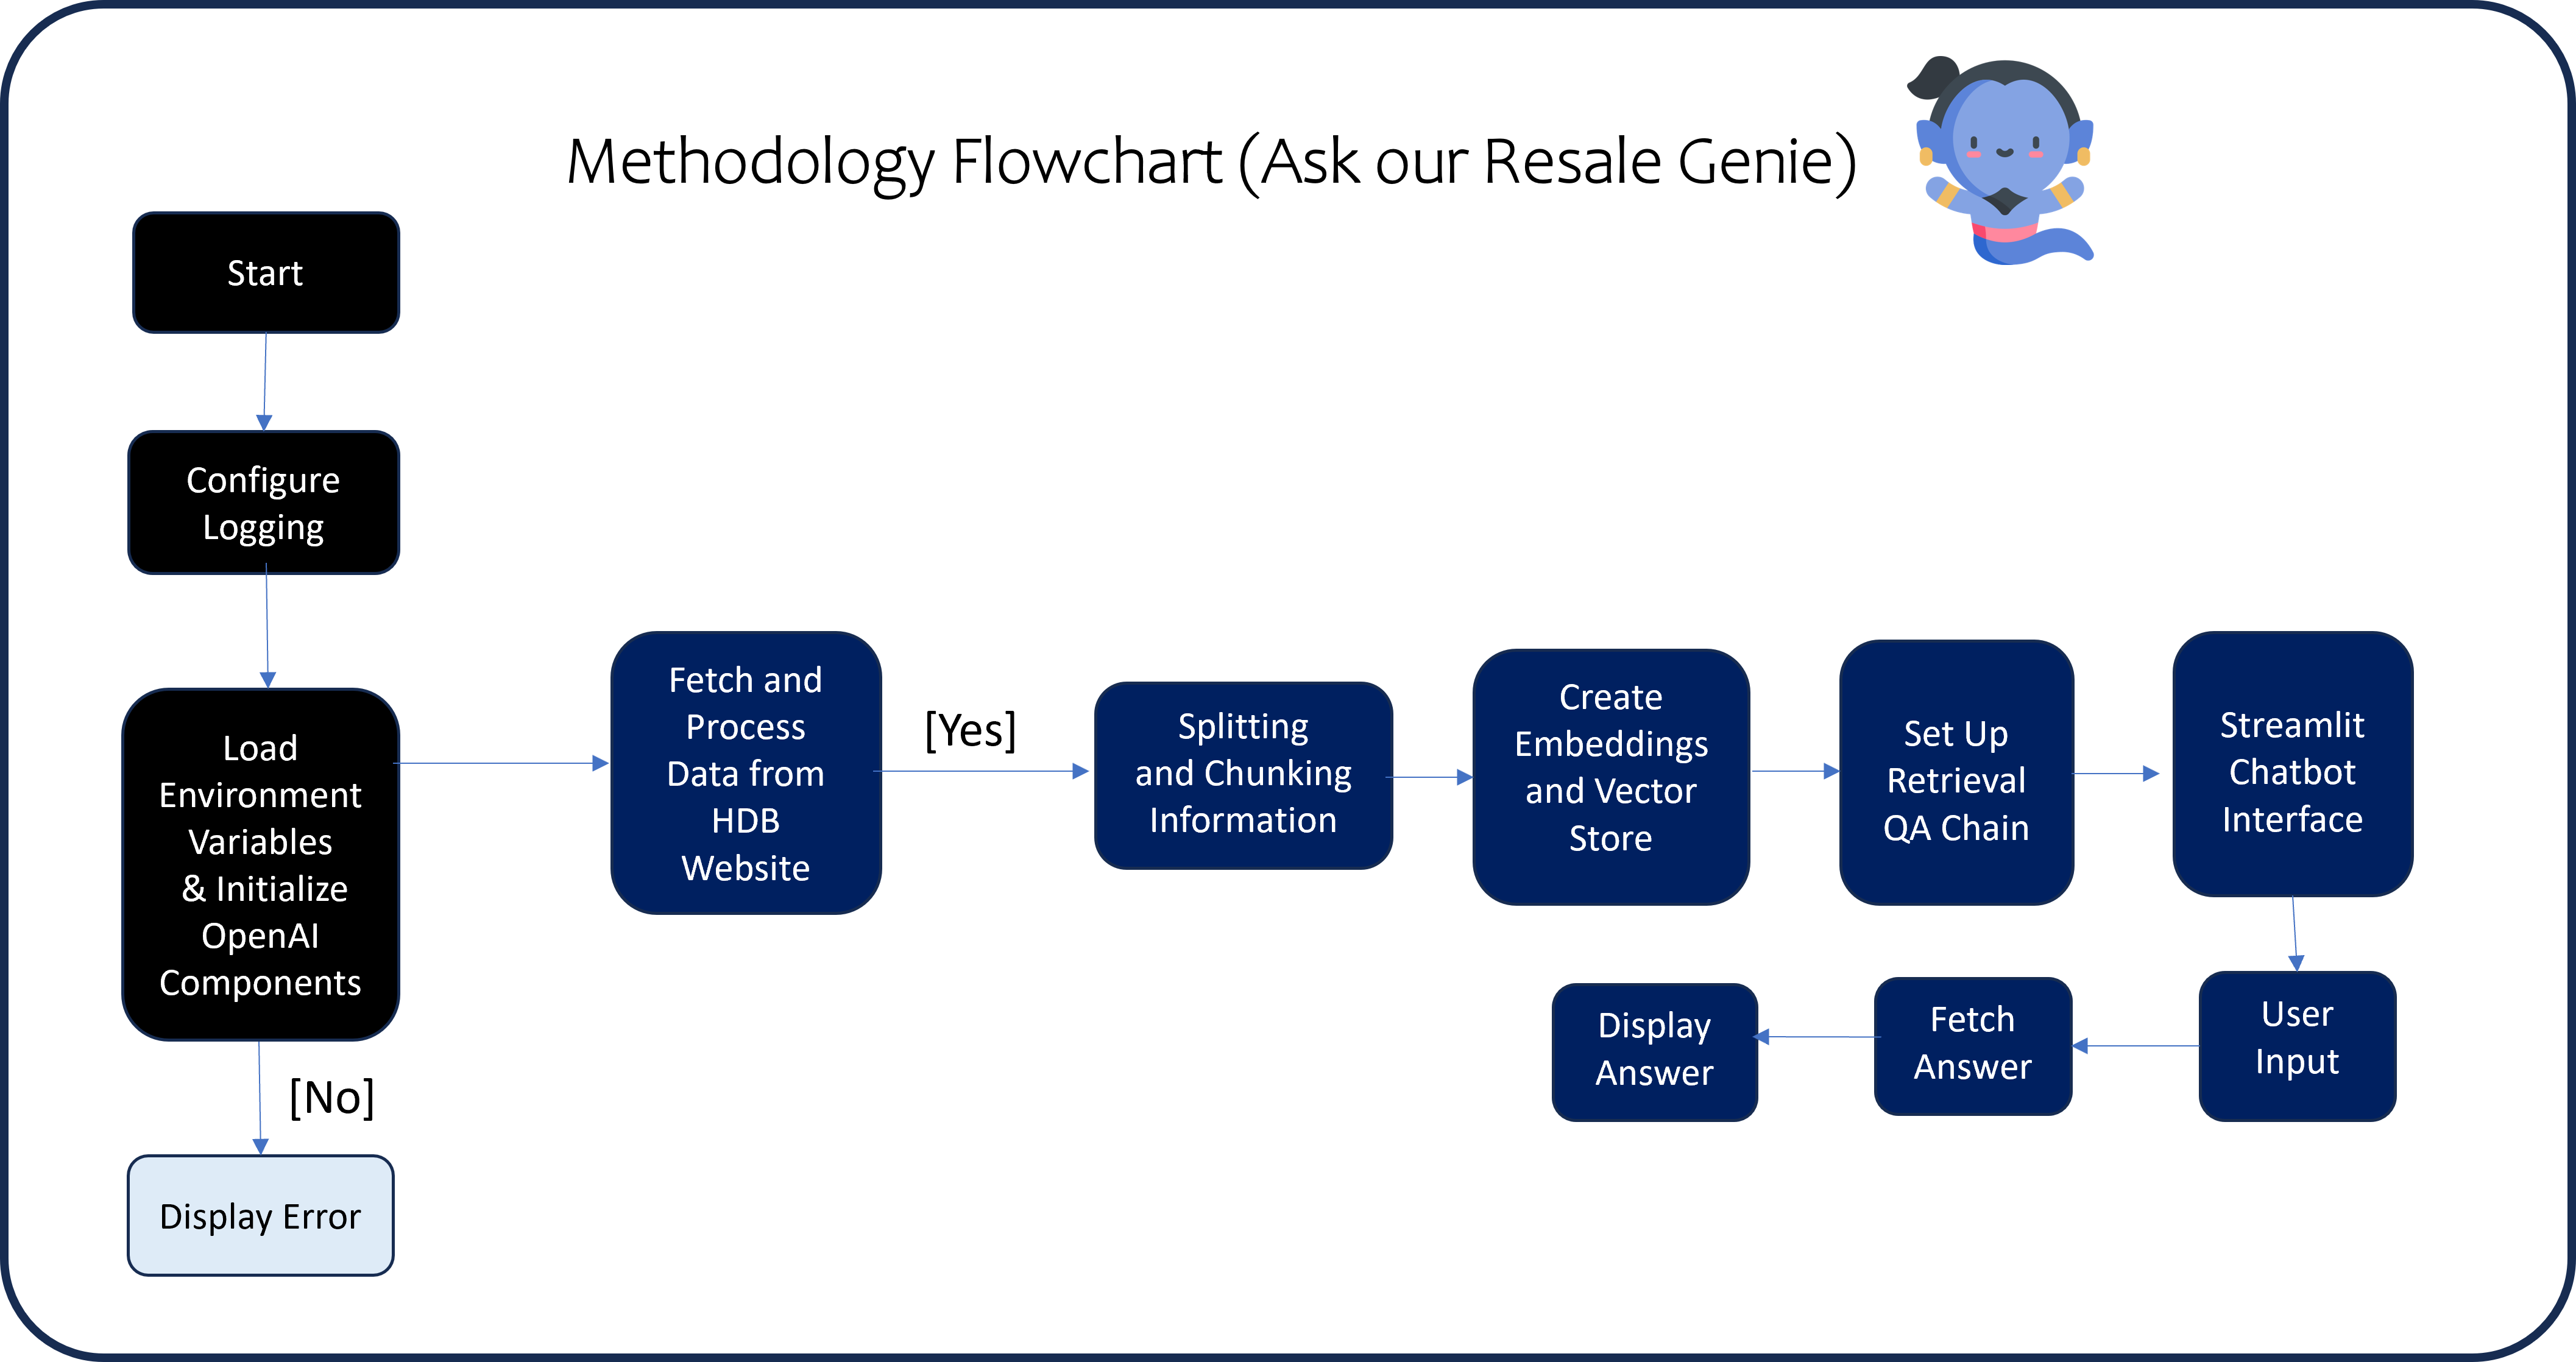 Methodology Flowchart (Ask our Resale Genie)
Start
Configure
Logging
Load
Environment
Variables
& Initialize
OpenAI
Components
[No]
Display Error
Fetch and
Process
Data from
HDB
Website
[Yes]
Splitting
and Chunking
Information
Create
Embeddings
and Vector
Store
Set Up
Retrieval
QA Chain
Streamlit
Chatbot
Interface
User
Input
Fetch
Answer
Display
Answer